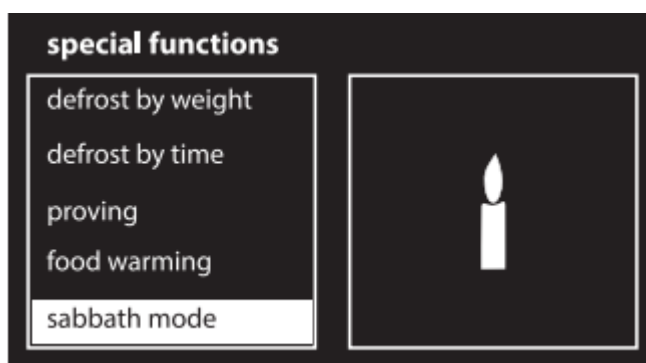 special functions
defrost by weight
defrost by time
proving
food warming
sabbath mode